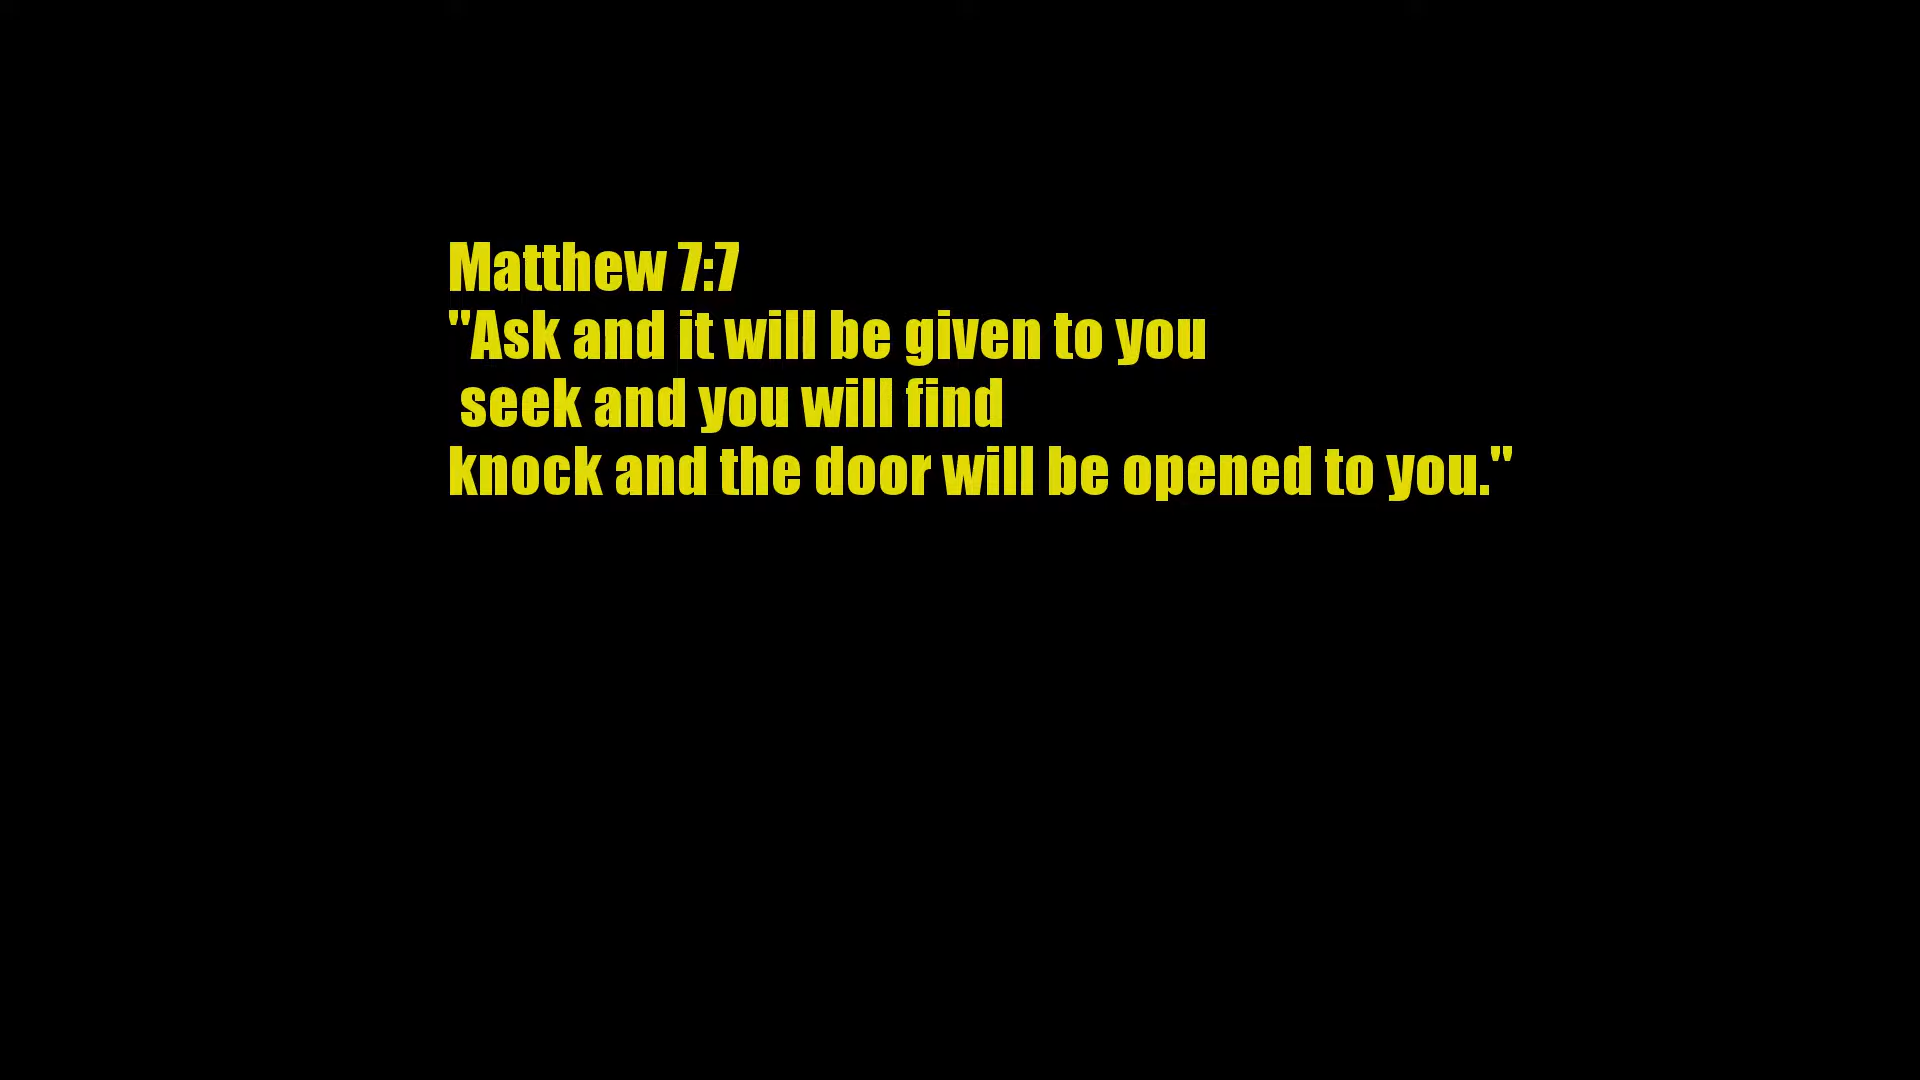 Matthew 7:7
"Ask and it will be given to you
seek and you will find
knock and the door will be opened to you."